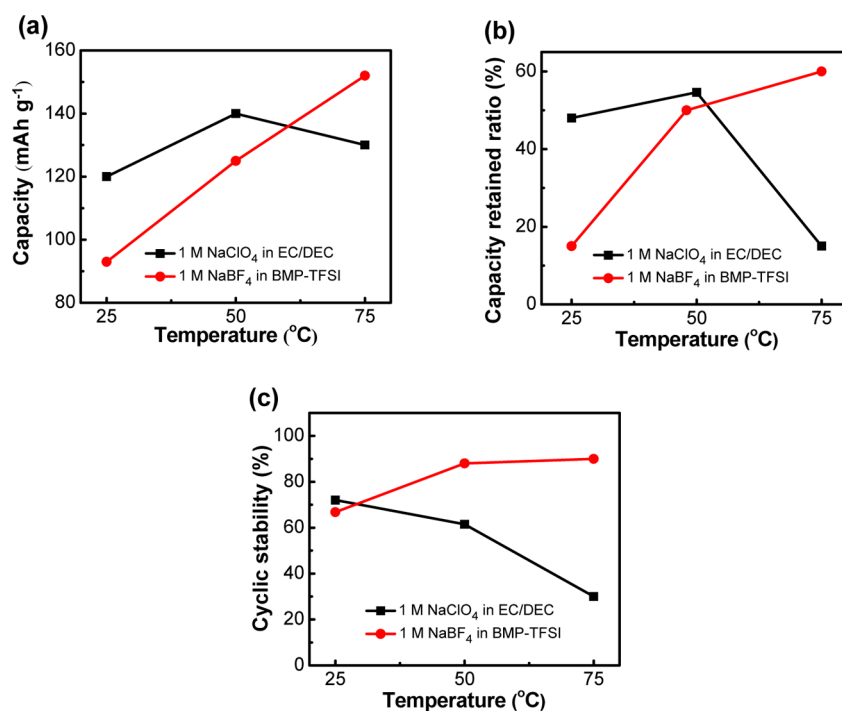 (a)
160
140
120
100
80
Capacity (mAh g⁻¹)
1 M NaClO₄ in EC/DEC
1 M NaBF₄ in BMP-TFSI
25 50 75
Temperature (°C)
(b)
60
40
20
0
Capacity retained ratio (%)
1 M NaClO₄ in EC/DEC
1 M NaBF₄ in BMP-TFSI
25 50 75
Temperature (°C)
(c)
100
80
60
40
20
0
Cyclic stability (%)
1 M NaClO₄ in EC/DEC
1 M NaBF₄ in BMP-TFSI
25 50 75
Temperature (°C)